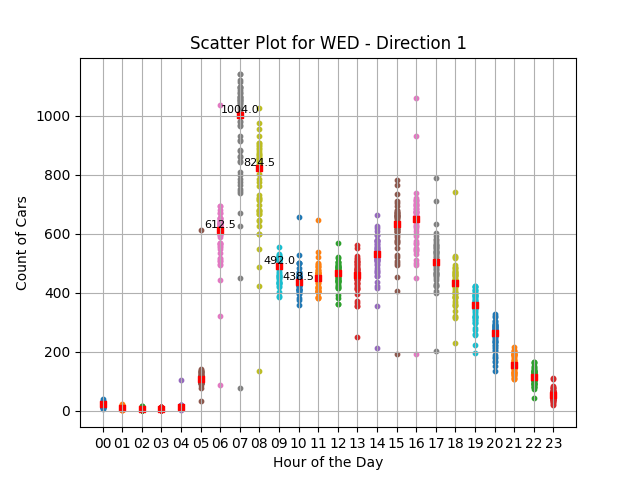 Scatter Plot for WED - Direction 1
Count of Cars
1000
800
600
400
200
0
1004.0
824.5
612.5
492.0
438.5
00 01 02 03 04 05 06 07 08 09 10 11 12 13 14 15 16 17 18 19 20 21 22 23
Hour of the Day